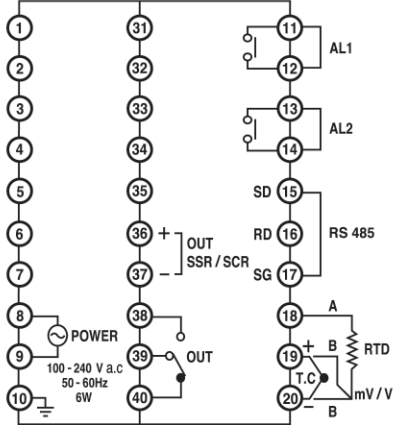 1 31 11
AL1
2 32 12
3 33 13
AL2
4 34 14
5 35 SD 15
6 36 + OUT RD 16 RS 485
SSR / SCR
7 37 − SG 17
8 38 18 A
POWER
9 39 OUT 19 + B RTD
100 - 240 V a.c
50 - 60Hz
6W
T.C
mV / V
10 40 20 − B